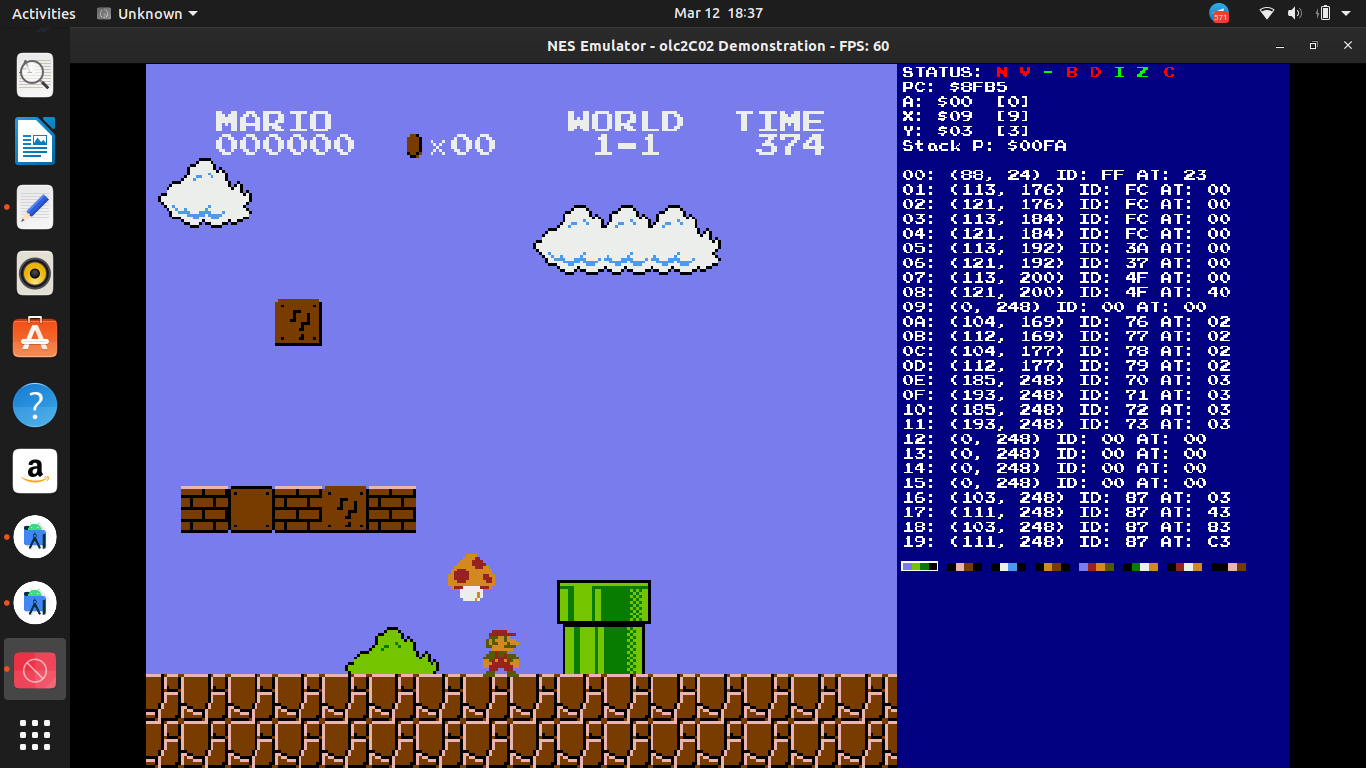 Activities Unknown Mar 12 18:37 571
NES Emulator - olc2C02 Demonstration - FPS: 60
MARIO WORLD TIME
000000 ×00 1-1 374
?
?
?
a
STATUS: N V - B D I Z C
PC: $8FB5
A: $00 [0]
X: $09 [9]
Y: $03 [3]
Stack P: $00FA
00: (88, 24) ID: FF AT: 23
01: (113, 176) ID: FC AT: 00
02: (121, 176) ID: FC AT: 00
03: (113, 184) ID: FC AT: 00
04: (121, 184) ID: FC AT: 00
05: (113, 192) ID: 3A AT: 00
06: (121, 192) ID: 37 AT: 00
07: (113, 200) ID: 4F AT: 00
08: (121, 200) ID: 4F AT: 40
09: (0, 248) ID: 00 AT: 00
0A: (104, 169) ID: 76 AT: 02
0B: (112, 169) ID: 77 AT: 02
0C: (104, 177) ID: 78 AT: 02
0D: (112, 177) ID: 79 AT: 02
0E: (185, 248) ID: 70 AT: 03
0F: (193, 248) ID: 71 AT: 03
10: (185, 248) ID: 72 AT: 03
11: (193, 248) ID: 73 AT: 03
12: (0, 248) ID: 00 AT: 00
13: (0, 248) ID: 00 AT: 00
14: (0, 248) ID: 00 AT: 00
15: (0, 248) ID: 00 AT: 00
16: (103, 248) ID: 87 AT: 03
17: (111, 248) ID: 87 AT: 43
18: (103, 248) ID: 87 AT: 83
19: (111, 248) ID: 87 AT: C3